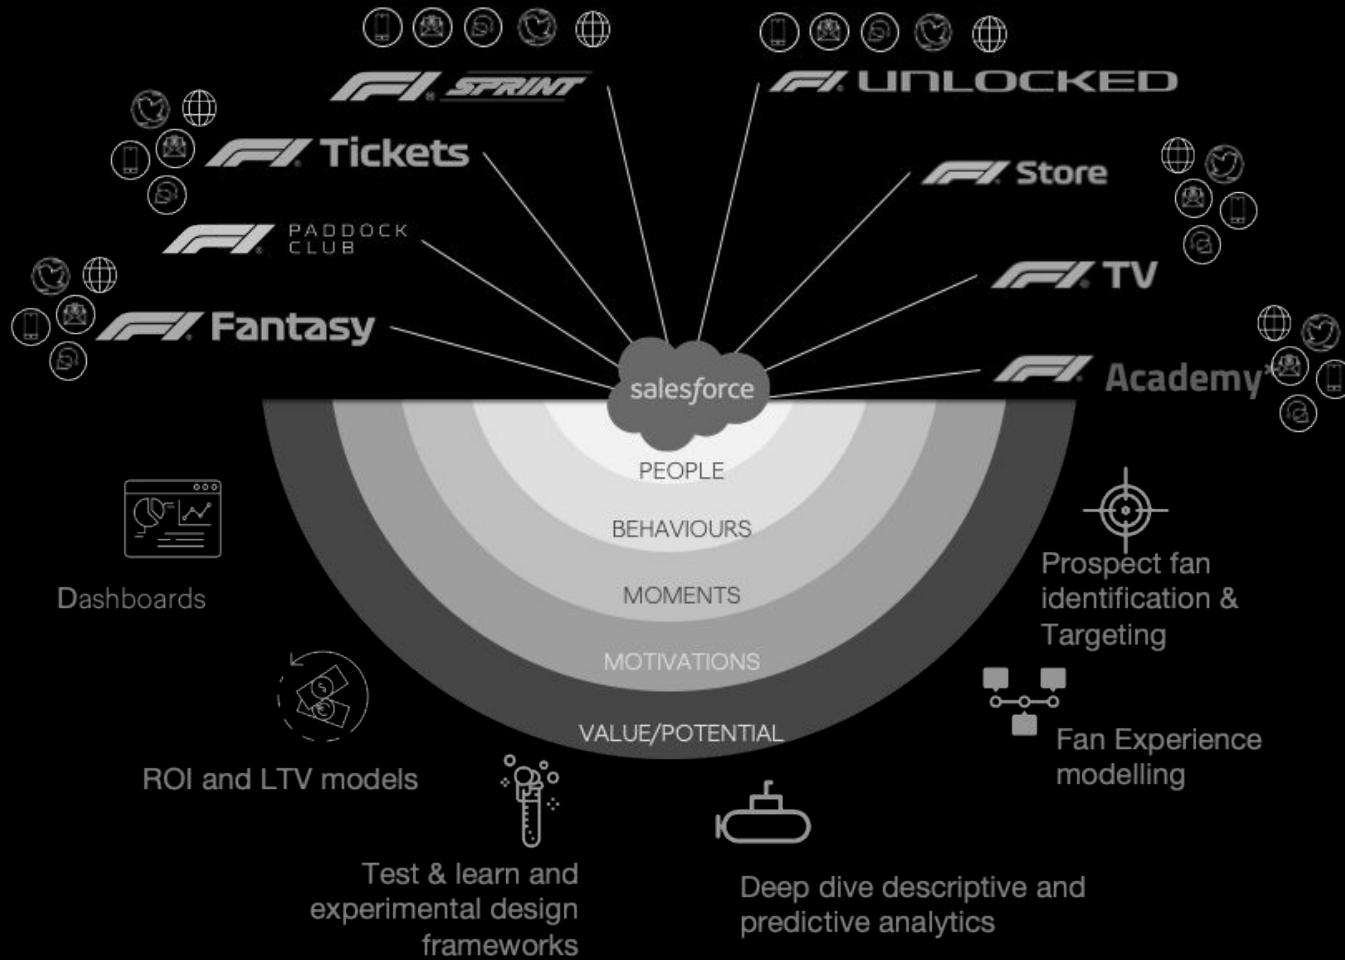 F1 SPRINT
F1 UNLOCKED
F1 Tickets
F1 Store
F1 PADDOCK
CLUB
F1 TV
F1 Fantasy
F1 Academy*
salesforce
PEOPLE
BEHAVIOURS
MOMENTS
MOTIVATIONS
VALUE/POTENTIAL
Dashboards
ROI and LTV models
Test & learn and
experimental design
frameworks
Deep dive descriptive and
predictive analytics
Fan Experience
modelling
Prospect fan
identification &
Targeting